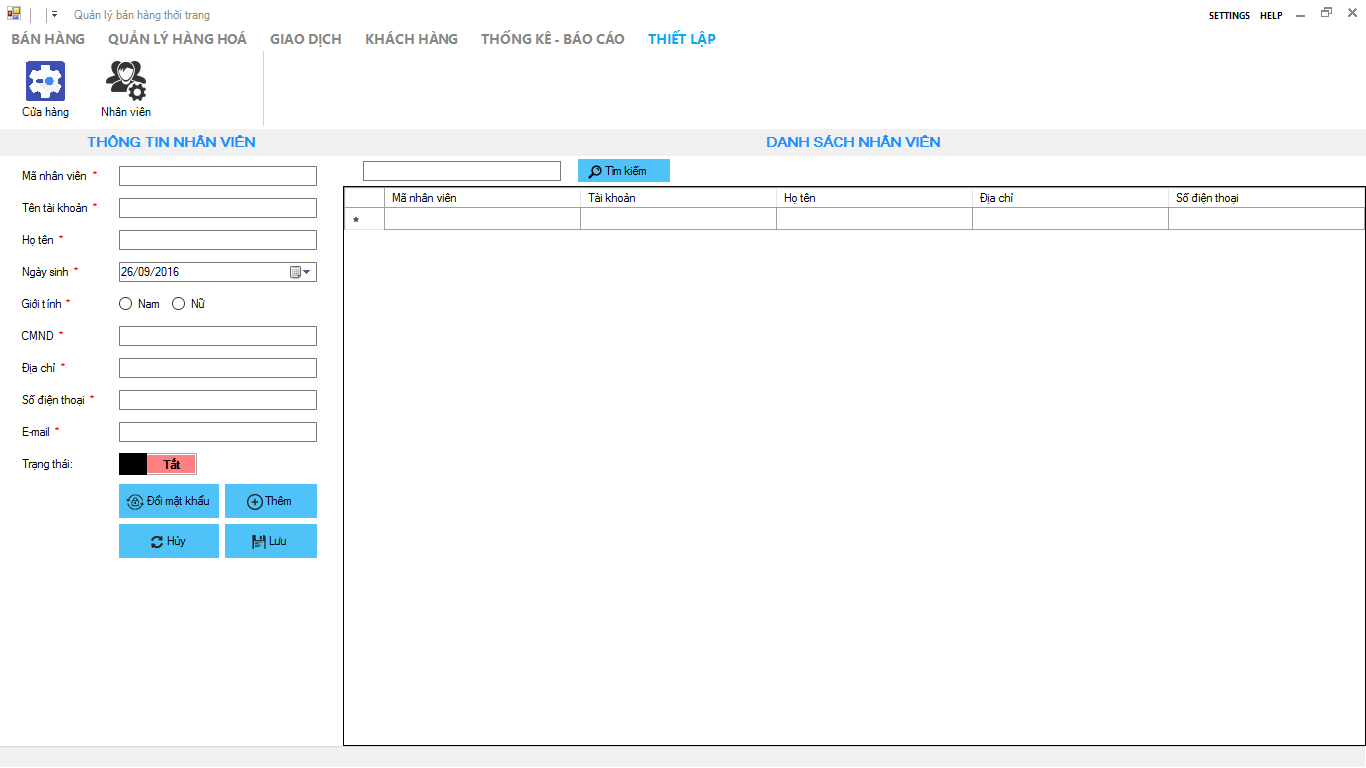 Quản lý bán hàng thời trang
SETTINGS HELP
BÁN HÀNG QUẢN LÝ HÀNG HOÁ GIAO DỊCH KHÁCH HÀNG THỐNG KÊ - BÁO CÁO THIẾT LẬP
Cửa hàng Nhân viên
THÔNG TIN NHÂN VIÊN DANH SÁCH NHÂN VIÊN
Mã nhân viên *
Tìm kiếm
Mã nhân viên Tài khoản Họ tên Địa chỉ Số điện thoại
*
Tên tài khoản *
Họ tên *
Ngày sinh * 26/09/2016
Giới tính * Nam Nữ
CMND *
Địa chỉ *
Số điện thoại *
E-mail *
Trạng thái: Tắt
Đổi mật khẩu Thêm
Hủy Lưu